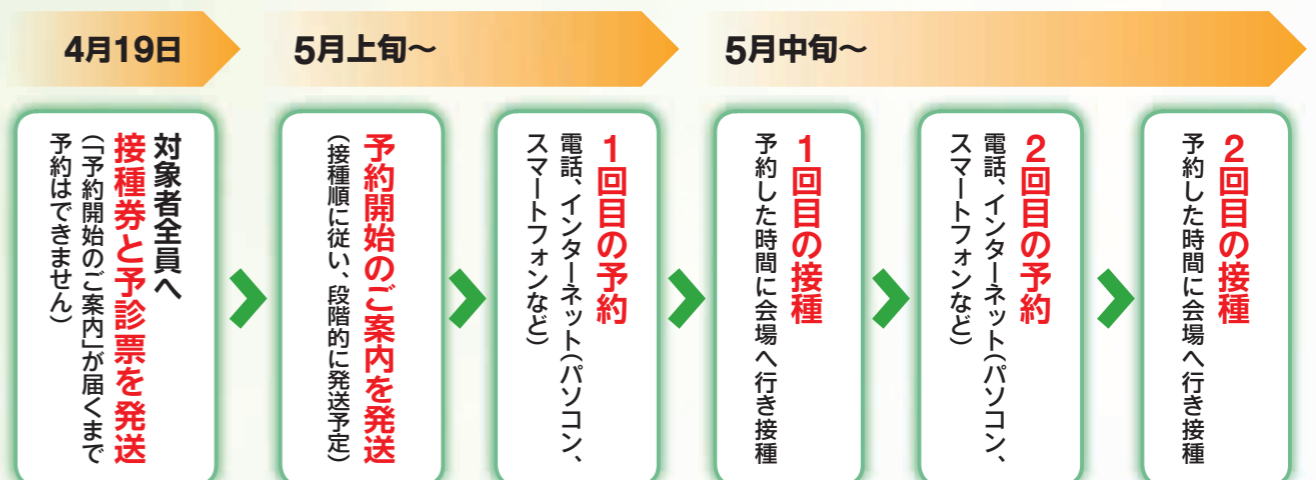 4月19日
5月上旬〜
5月中旬〜
対象者全員へ
接種券と予診票を発送
（「予約開始のご案内」が届くまで
予約はできません）
予約開始のご案内を発送
（接種順に従い、段階的に発送予定）
1回目の予約
電話、インターネット（パソコン、
スマートフォンなど）
1回目の接種
予約した時間に会場へ行き接種
2回目の予約
電話、インターネット（パソコン、
スマートフォンなど）
2回目の接種
予約した時間に会場へ行き接種